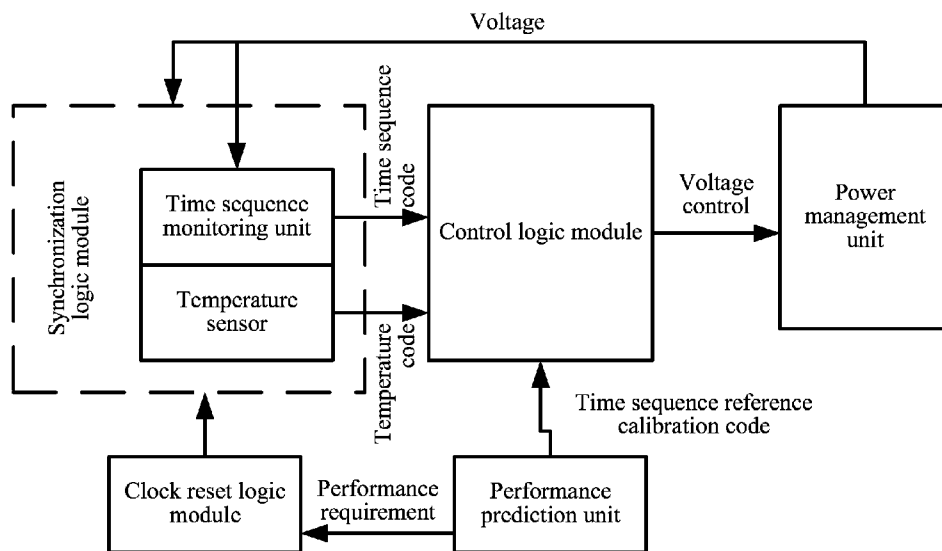 Voltage
Synchronization
logic module
Time sequence
monitoring unit
Temperature
sensor
Time sequence
code
Temperature
code
Control logic module
Voltage
control
Power
management
unit
Time sequence reference
calibration code
Clock reset logic
module
Performance
requirement
Performance
prediction unit